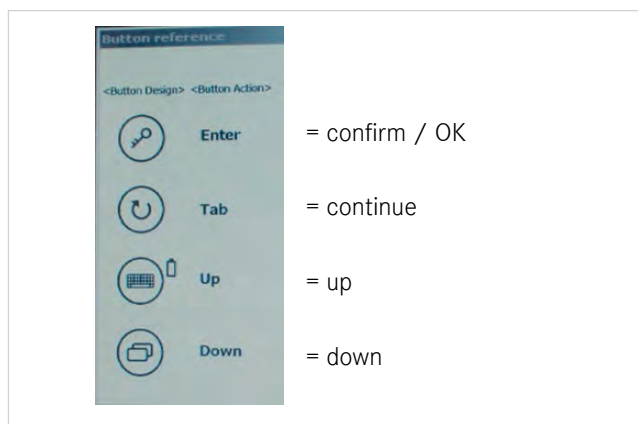 Button reference
<Button Design> <Button Action>
Enter = confirm / OK
Tab = continue
Up = up
Down = down